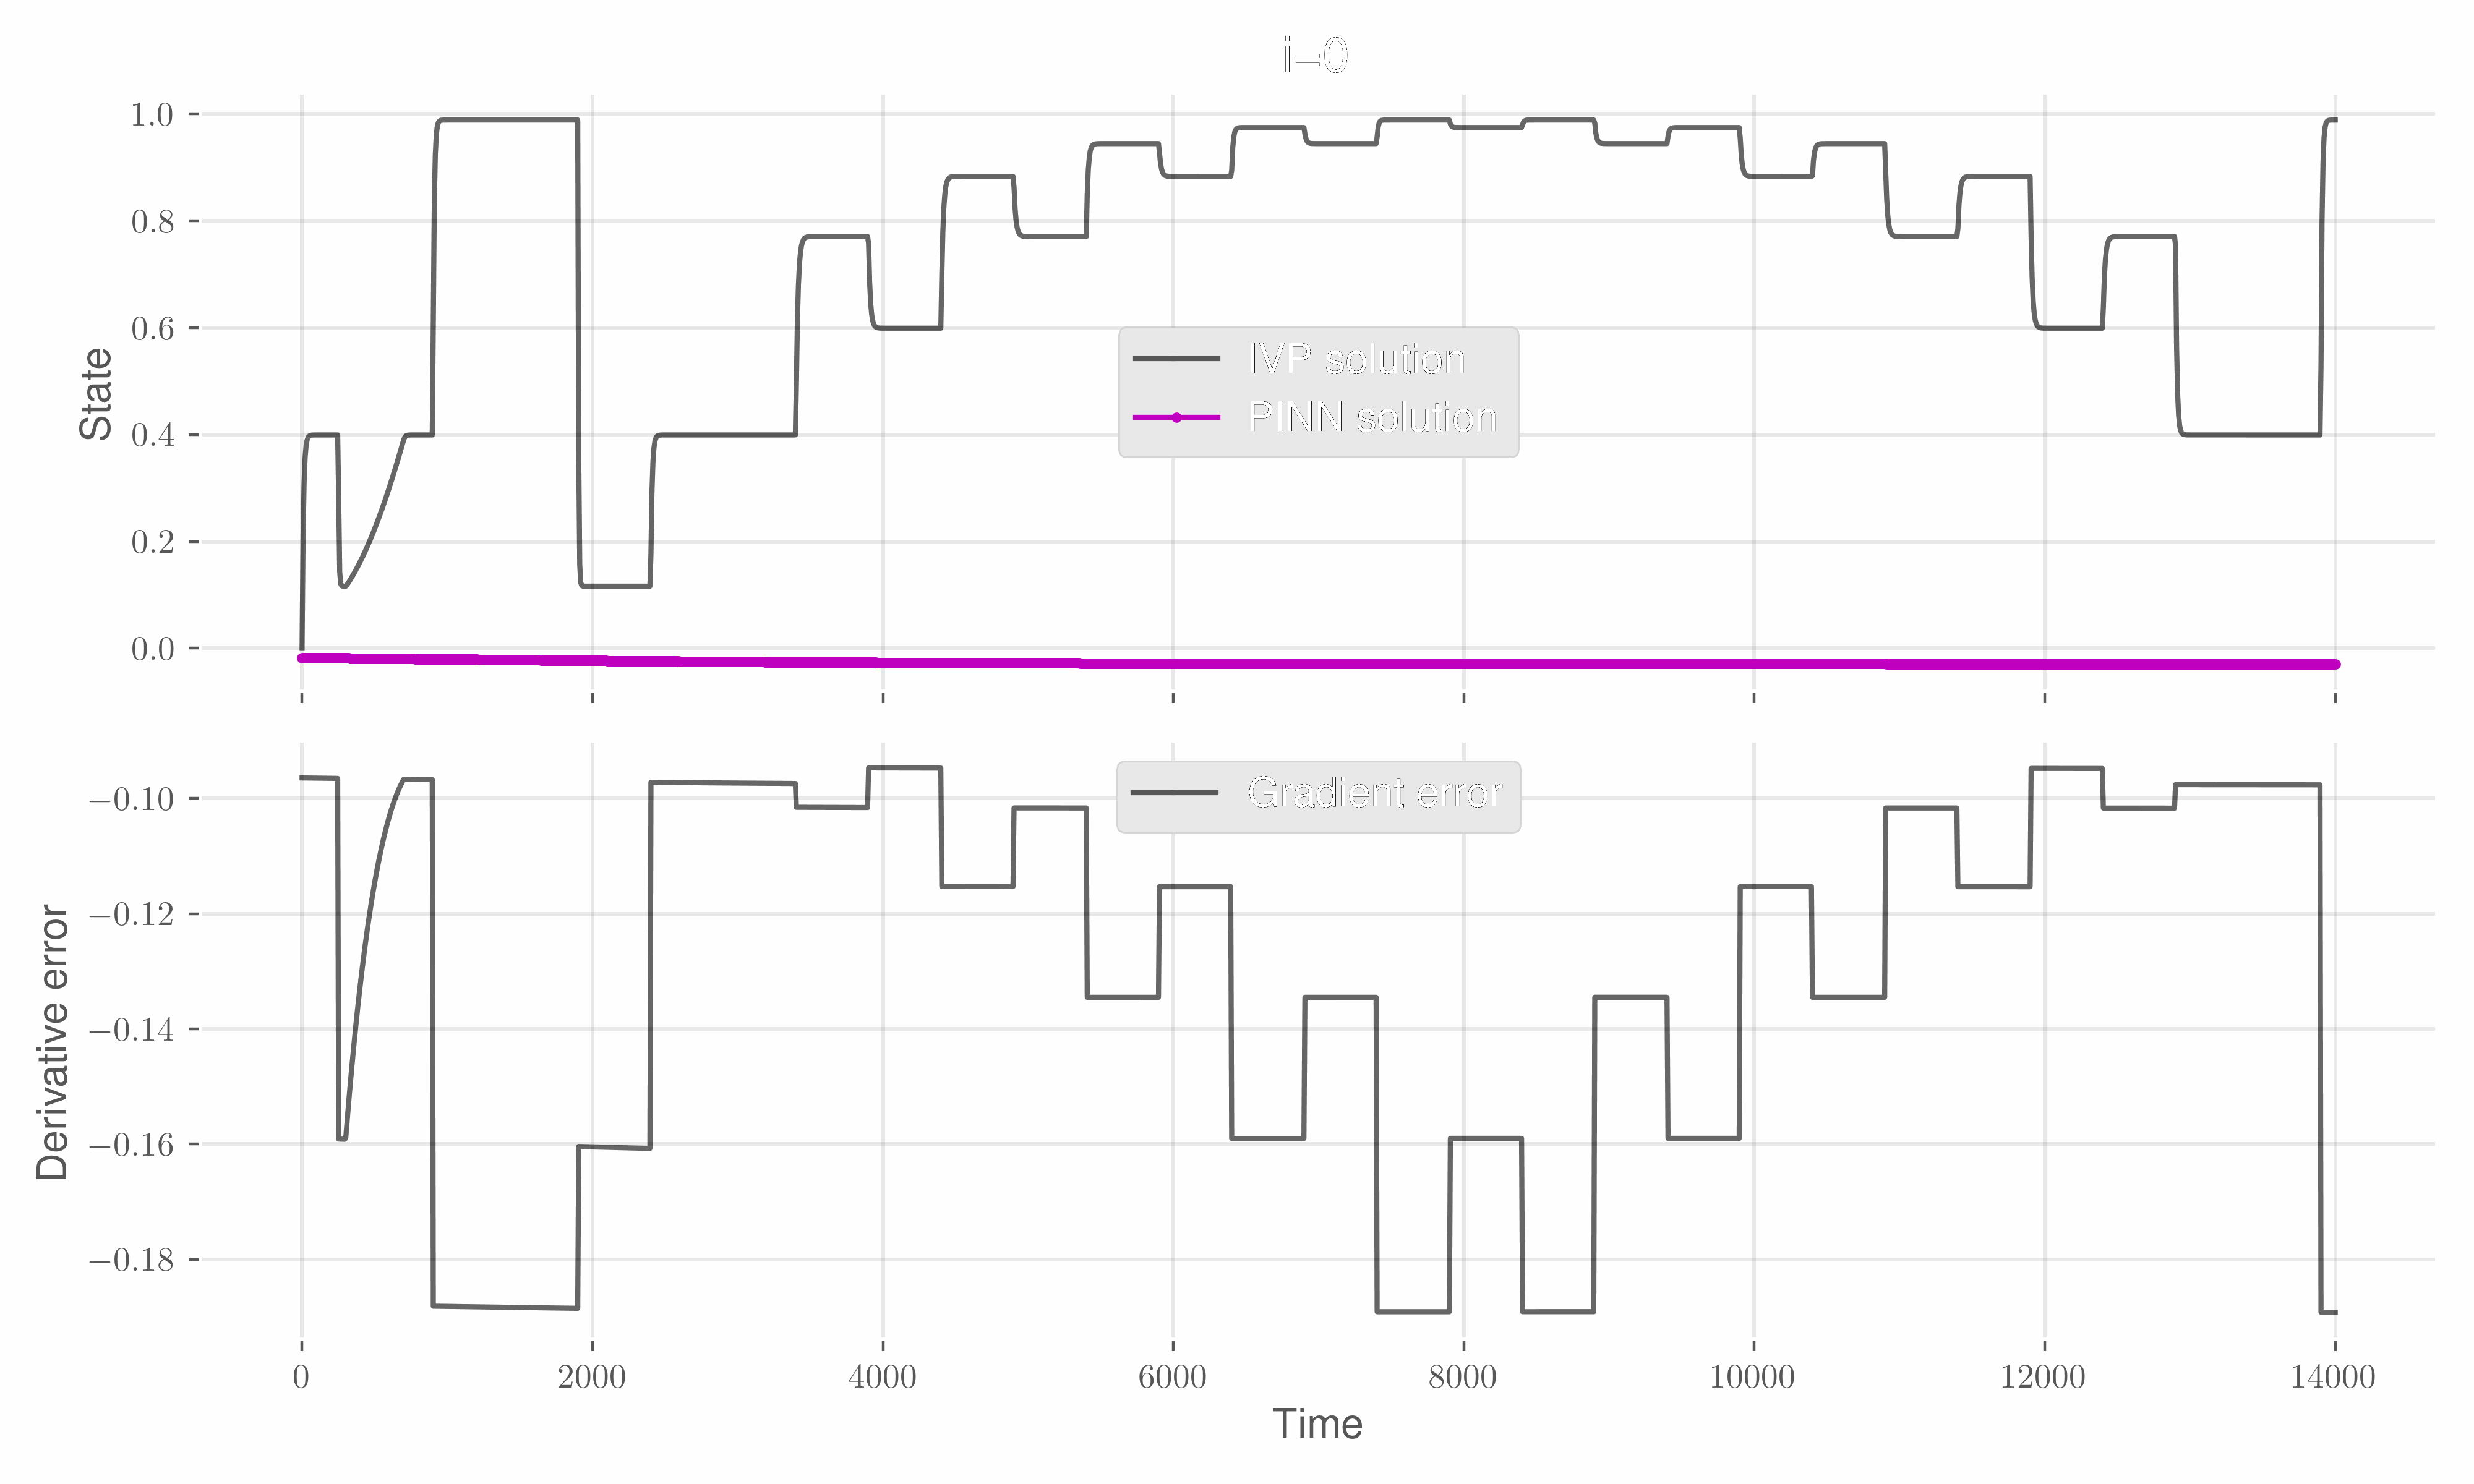 i=0
1.0
0.8
0.6
0.4
0.2
0.0
State
IVP solution
PINN solution
−0.10
−0.12
−0.14
−0.16
−0.18
Derivative error
Gradient error
0 2000 4000 6000 8000 10000 12000 14000
Time